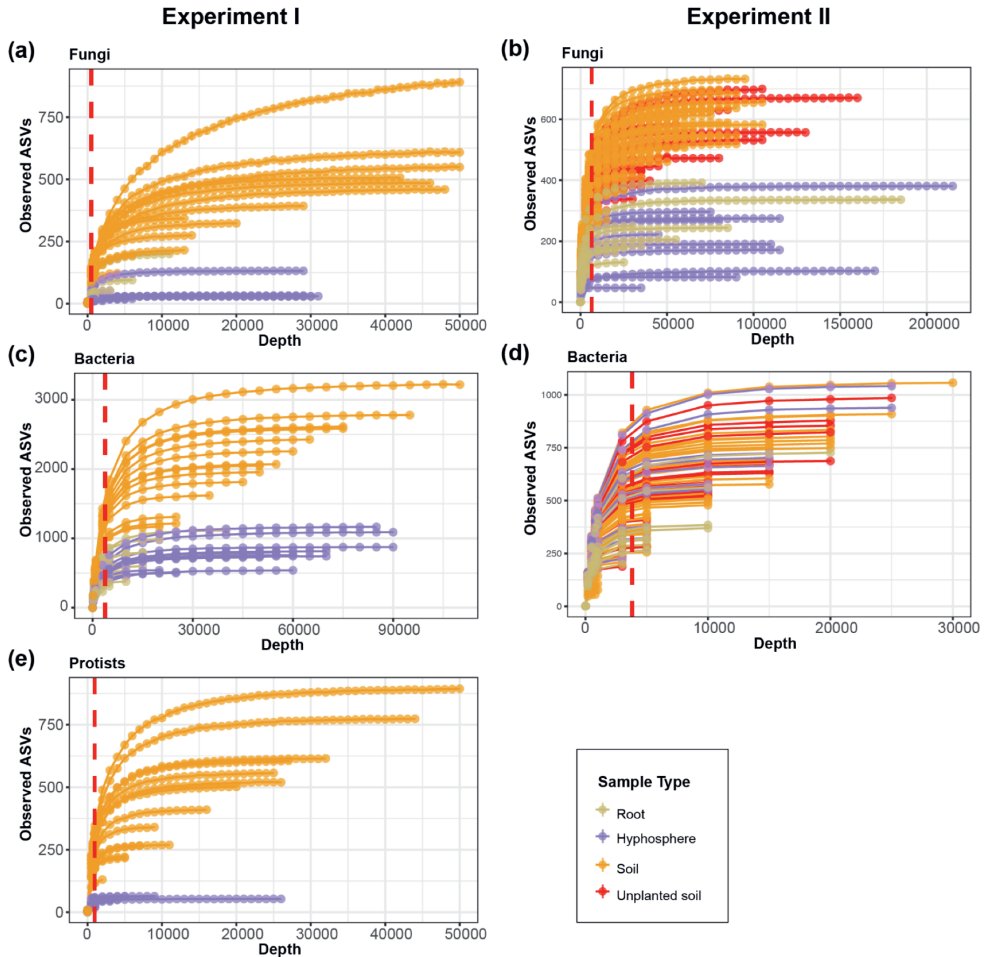 Experiment I
Experiment II
(a)
Fungi
Observed ASVs
750
500
250
0
0 10000 20000 30000 40000 50000
Depth
(b)
Fungi
Observed ASVs
600
400
200
0
0 50000 100000 150000 200000
Depth
(c)
Bacteria
Observed ASVs
3000
2000
1000
0
0 30000 60000 90000
Depth
(d)
Bacteria
Observed ASVs
1000
750
500
250
0
0 10000 20000 30000
Depth
(e)
Protists
Observed ASVs
750
500
250
0
0 10000 20000 30000 40000 50000
Depth
Sample Type
Root
Hyphosphere
Soil
Unplanted soil